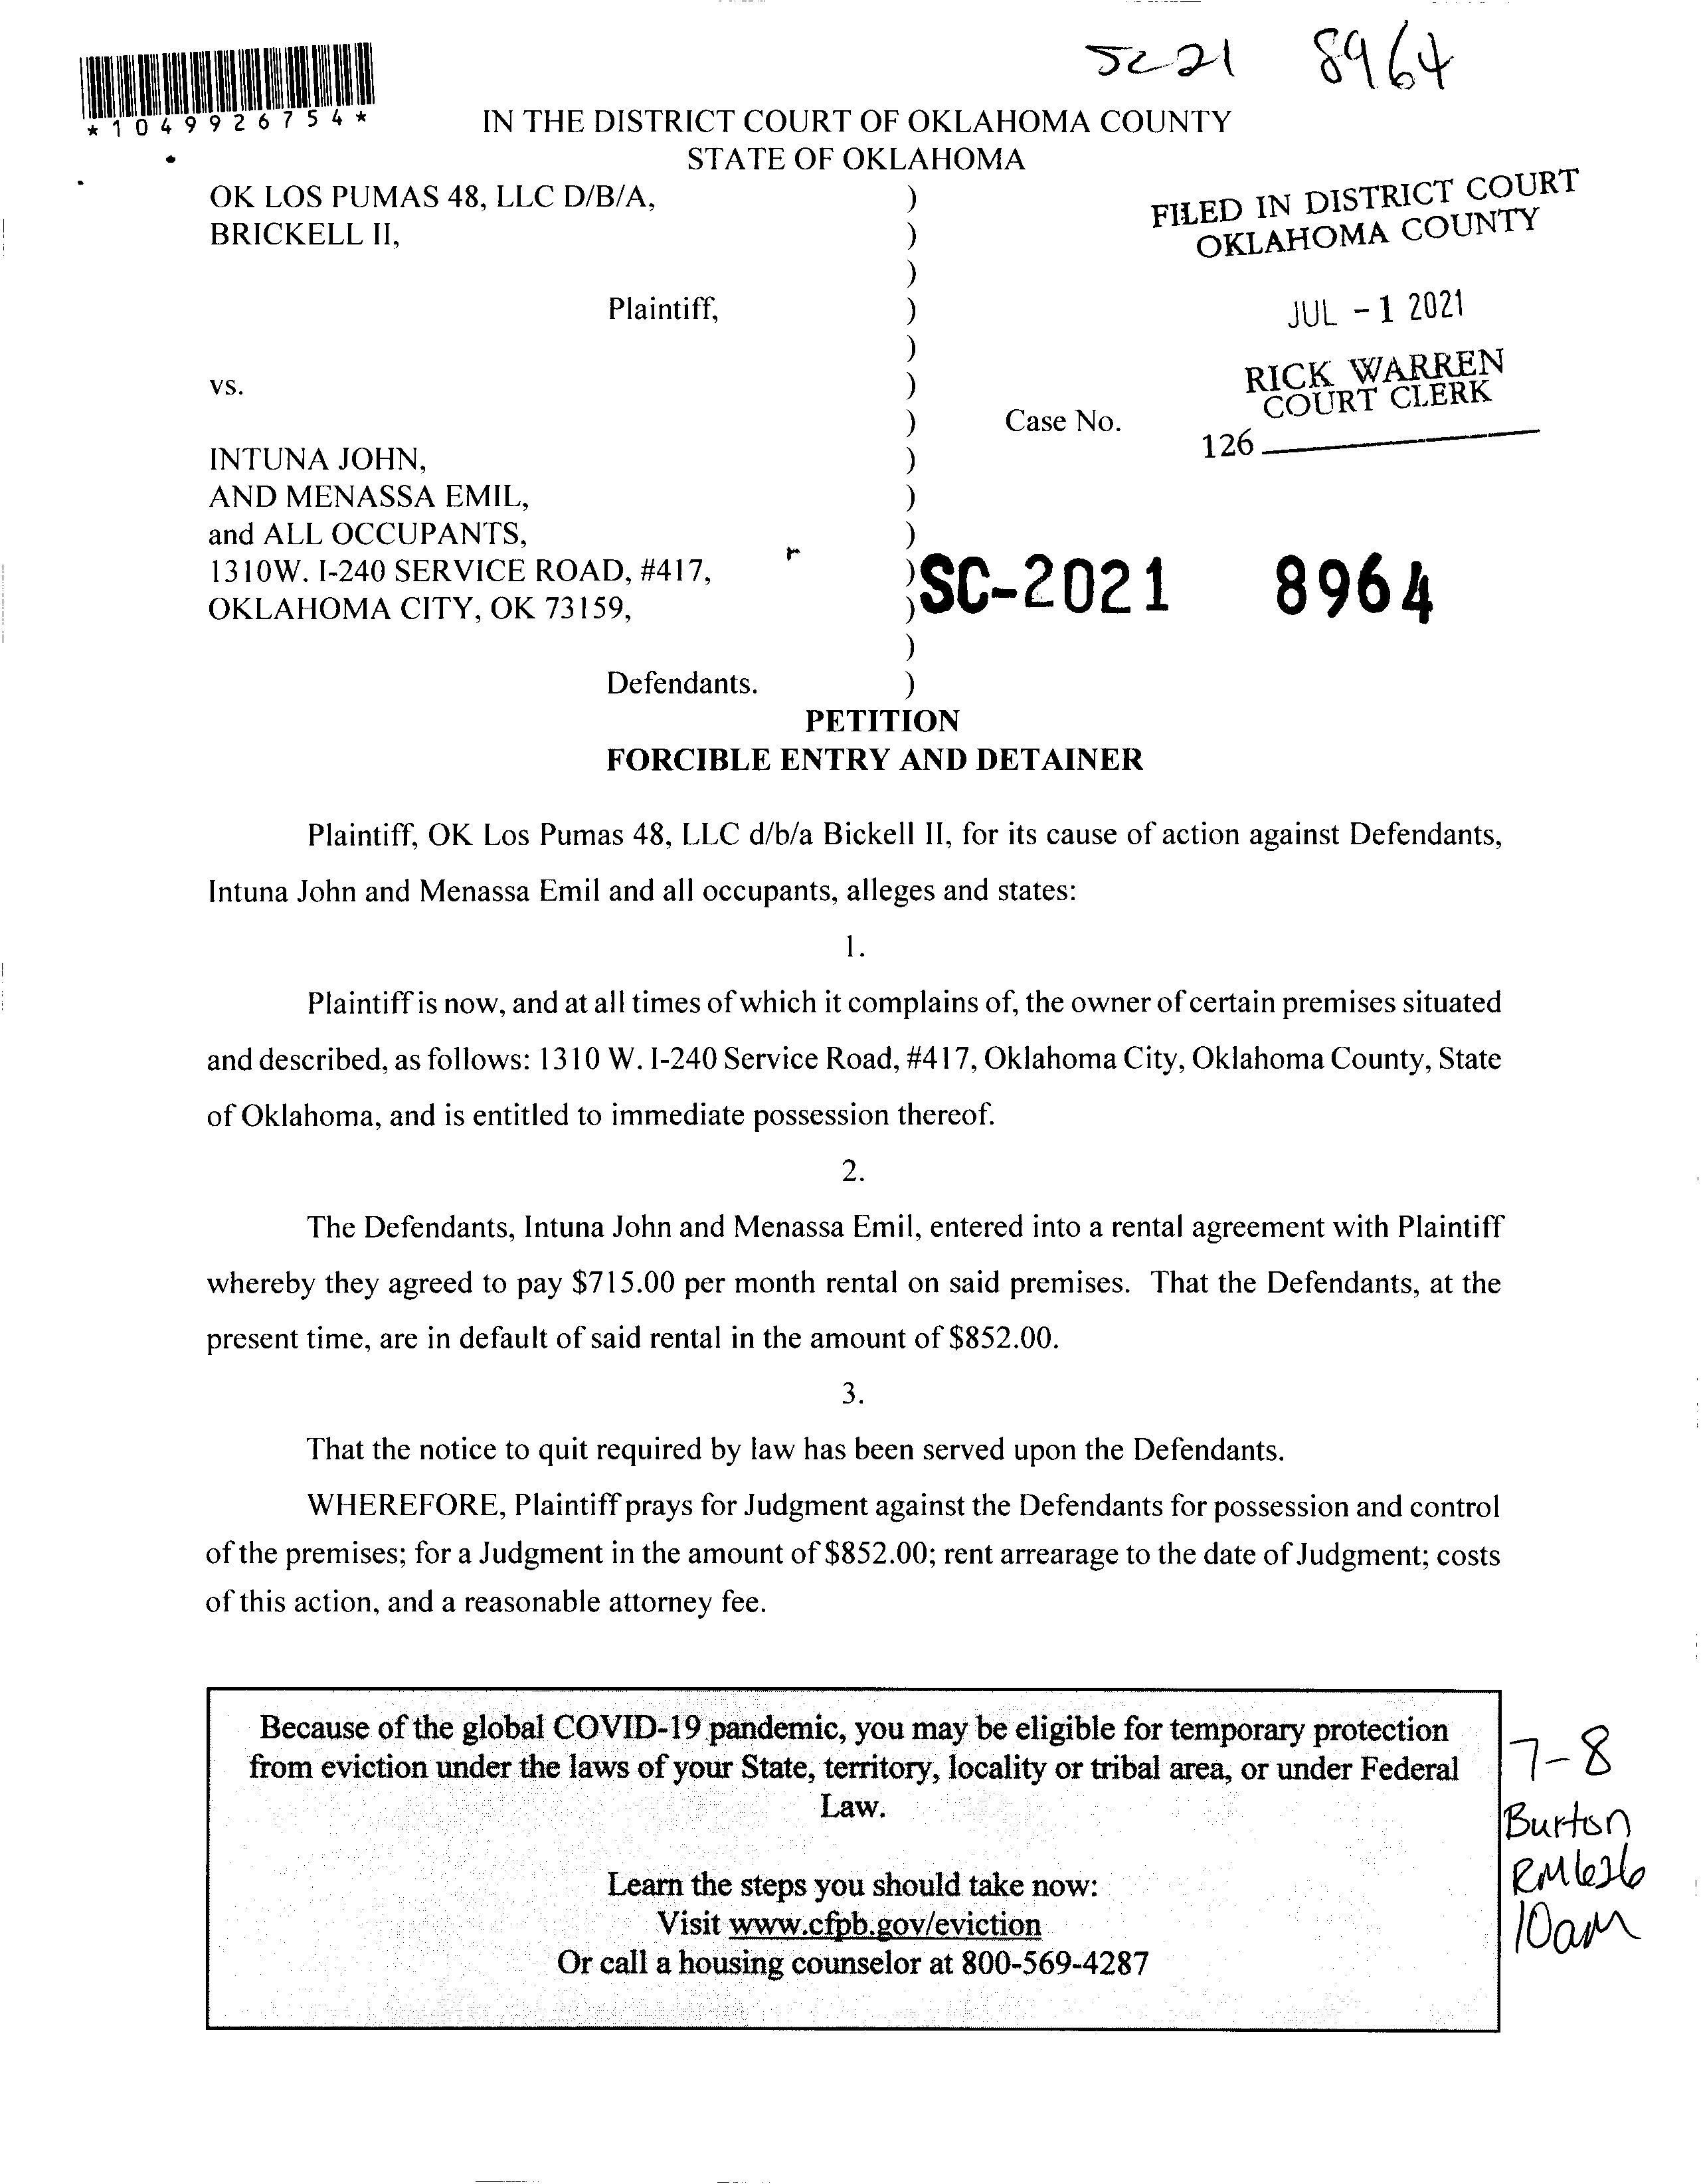 SC21 8964
*1049926754*
IN THE DISTRICT COURT OF OKLAHOMA COUNTY
STATE OF OKLAHOMA
OK LOS PUMAS 48, LLC D/B/A, )
BRICKELL II, )
)
Plaintiff, )
)
vs. )
) Case No.
INTUNA JOHN, )
AND MENASSA EMIL, )
and ALL OCCUPANTS, )
1310W. I-240 SERVICE ROAD, #417, )
OKLAHOMA CITY, OK 73159, )
)
Defendants. )
FILED IN DISTRICT COURT
OKLAHOMA COUNTY
JUL -1 2021
RICK WARREN
COURT CLERK
126
SC-2021 8964
PETITION
FORCIBLE ENTRY AND DETAINER
Plaintiff, OK Los Pumas 48, LLC d/b/a Bickell II, for its cause of action against Defendants,
Intuna John and Menassa Emil and all occupants, alleges and states:
1.
Plaintiff is now, and at all times of which it complains of, the owner of certain premises situated
and described, as follows: 1310 W. I-240 Service Road, #417, Oklahoma City, Oklahoma County, State
of Oklahoma, and is entitled to immediate possession thereof.
2.
The Defendants, Intuna John and Menassa Emil, entered into a rental agreement with Plaintiff
whereby they agreed to pay $715.00 per month rental on said premises. That the Defendants, at the
present time, are in default of said rental in the amount of $852.00.
3.
That the notice to quit required by law has been served upon the Defendants.
WHEREFORE, Plaintiff prays for Judgment against the Defendants for possession and control
of the premises; for a Judgment in the amount of $852.00; rent arrearage to the date of Judgment; costs
of this action, and a reasonable attorney fee.
Because of the global COVID-19 pandemic, you may be eligible for temporary protection
from eviction under the laws of your State, territory, locality or tribal area, or under Federal
Law.
Learn the steps you should take now:
Visit www.cfpb.gov/eviction
Or call a housing counselor at 800-569-4287
7-8
Burton
RM626
10am